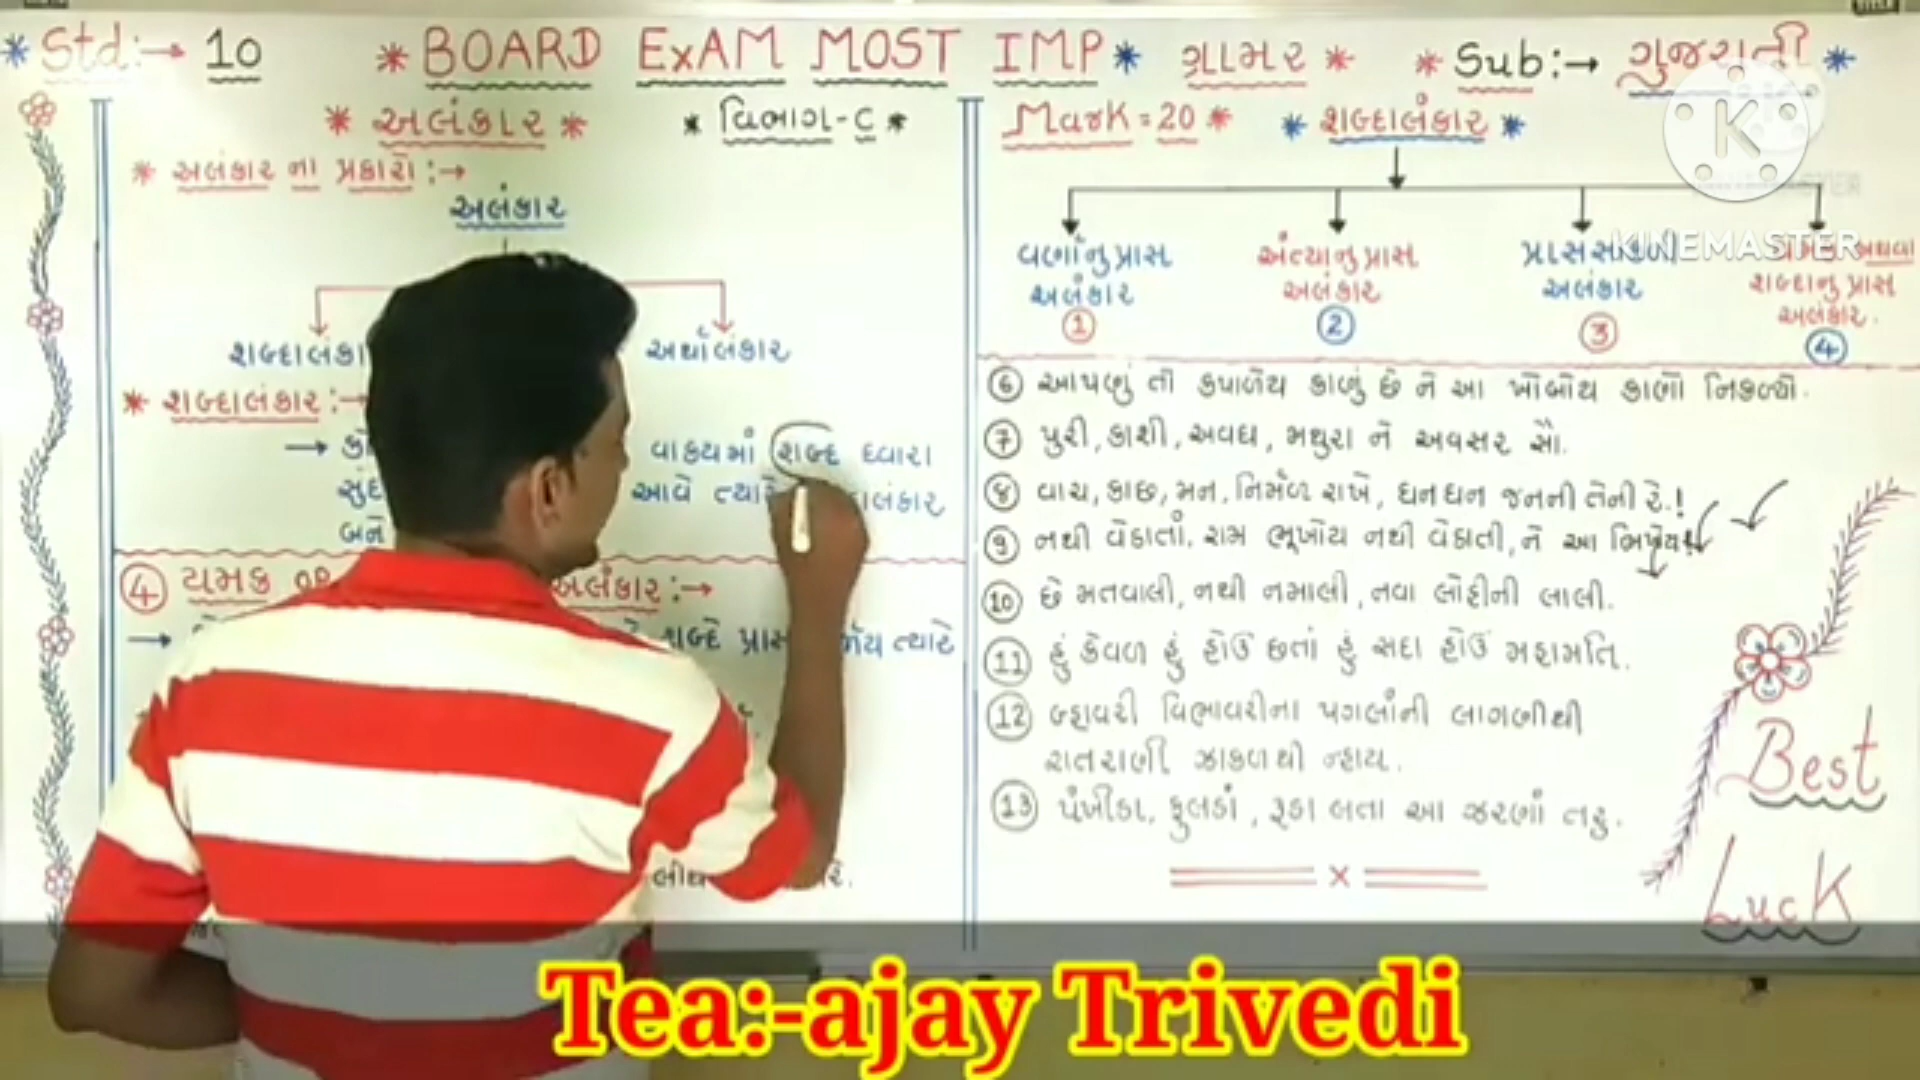 * Std:→ 10 * BOARD ExAM MOST IMP * ગ્રામર * * Sub:→ ગુજરાતી *
* અલંકાર * * વિભાગ-C * Mark = 20 * * શબ્દાલંકાર *
* અલંકાર ના પ્રકારો :→
અલંકાર
શબ્દાલંકા
અર્થાલંકાર
* શબ્દાલંકાર :→
→ વાક્યમાં શબ્દ દ્વારા
આવે
બને
④ યમક અલંકાર :→
→ શબ્દે ત્યારે
વર્ણાનુપ્રાસ અલંકાર ①
અંત્યાનુપ્રાસ અલંકાર ②
અલંકાર ③
અથવા શબ્દાનુપ્રાસ અલંકાર. ④
⑥ આપણું તો કપાળેય કાળું છે ને આ ખોબોય કાણો નિકળ્યો.
⑦ પુરી, કાશી, અવધ, મથુરા ને અવસર સૌ.
⑧ વાચ, કાછ, મન, નિર્મળ રાખે, ધન ધન જનની તેની રે.!
⑨ નથી વેઠાતાં, રામ ભૂખોય નથી વેઠાતી, ને આ ભિખોય!
⑩ છે મતવાલી, નથી નમાલી, નવા લોહીની લાલી.
⑪ હું કેવળ હું હોઉં છતાં હું સદા હોઉં મહામતિ.
⑫ બ્હાવરી વિભાવરીના પગલાંની લાગણીથી
રાતરાણી ઝાકળથી ન્હાય.
⑬ પંખીડા, ફુલડાં, રૂડા લતા આ ઝરણાં તરુ.
x
Best
Luck
K
KINEMASTER
Tea:-ajay Trivedi